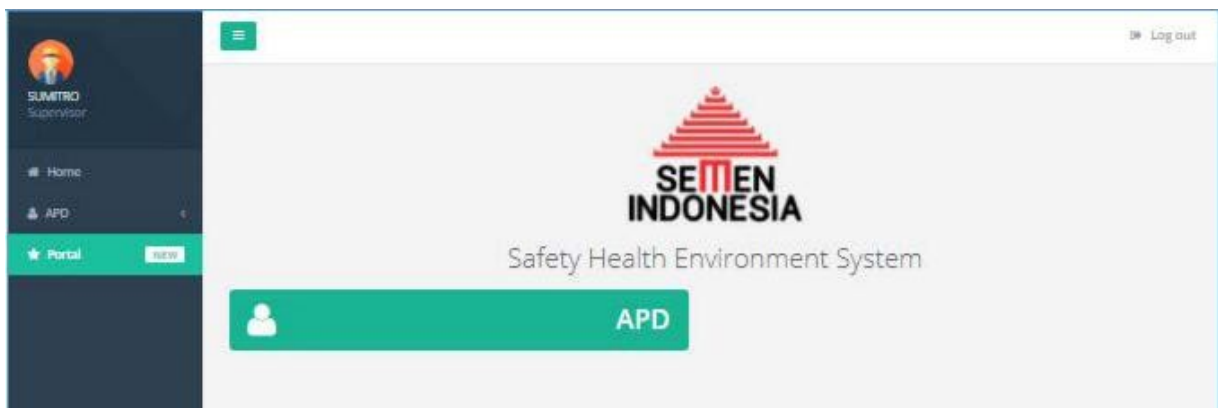 SUMITRO
Supervisor
Home
APD
Portal NEW
Log out
SEMEN
INDONESIA
Safety Health Environment System
APD